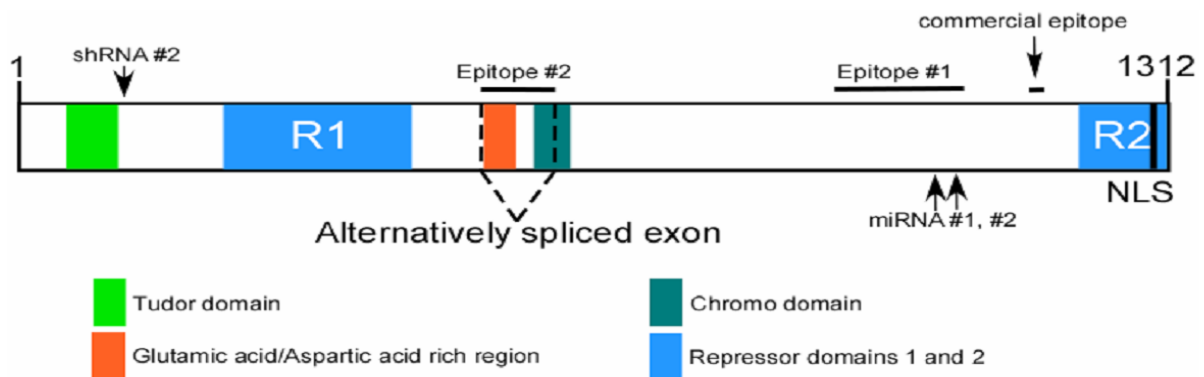 commercial epitope
shRNA #2
1
Epitope #2
Epitope #1
1312
R1
R2
NLS
miRNA #1, #2
Alternatively spliced exon
Tudor domain
Chromo domain
Glutamic acid/Aspartic acid rich region
Repressor domains 1 and 2